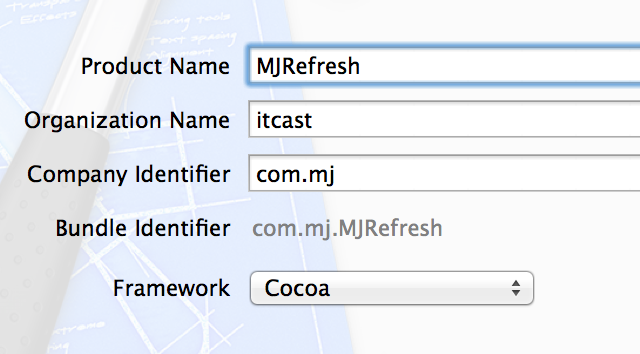 Product Name MJRefresh
Organization Name itcast
Company Identifier com.mj
Bundle Identifier com.mj.MJRefresh
Framework Cocoa